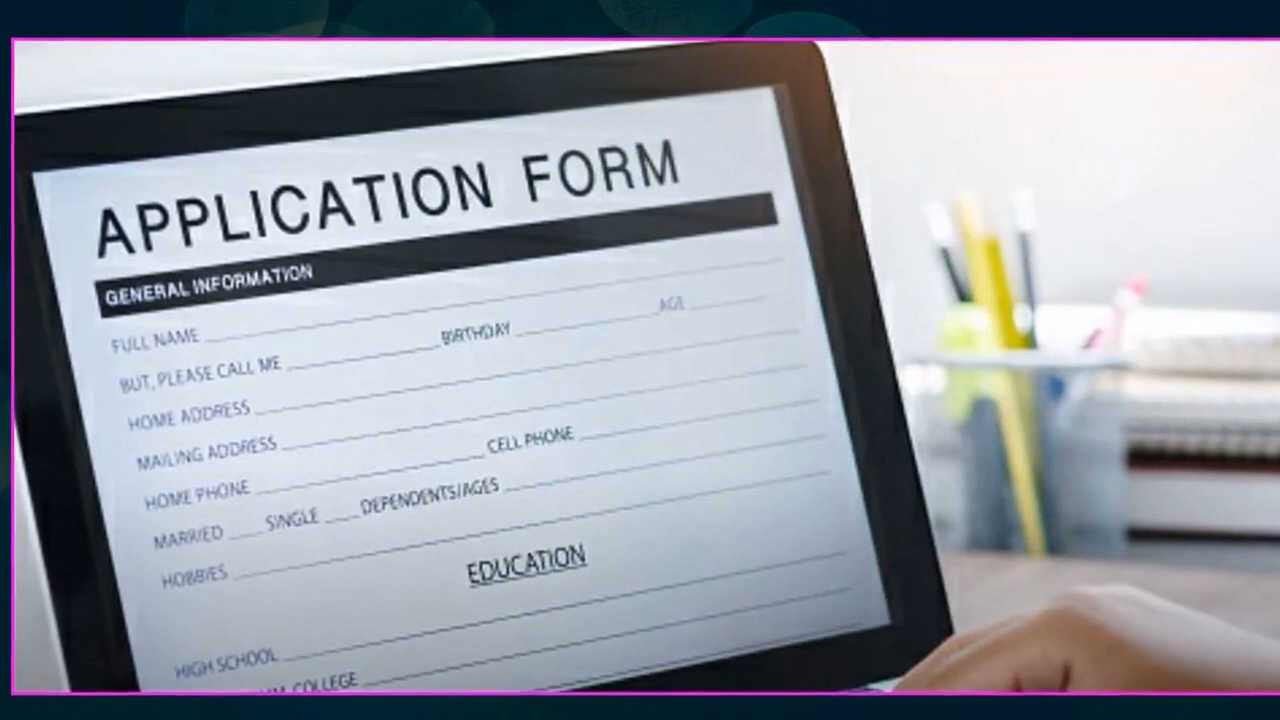 APPLICATION FORM
GENERAL INFORMATION
FULL NAME
BUT, PLEASE CALL ME BIRTHDAY AGE
HOME ADDRESS
MAILING ADDRESS
HOME PHONE CELL PHONE
MARRIED SINGLE DEPENDENTS/AGES
HOBBIES
EDUCATION
HIGH SCHOOL
COLLEGE